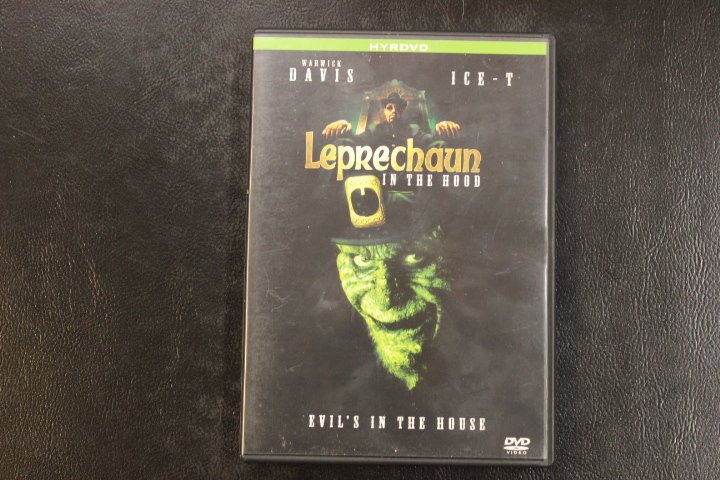 HYRDVD
WARWICK
DAVIS ICE-T
Leprechaun
IN THE HOOD
EVIL'S IN THE HOUSE
DVD
VIDEO